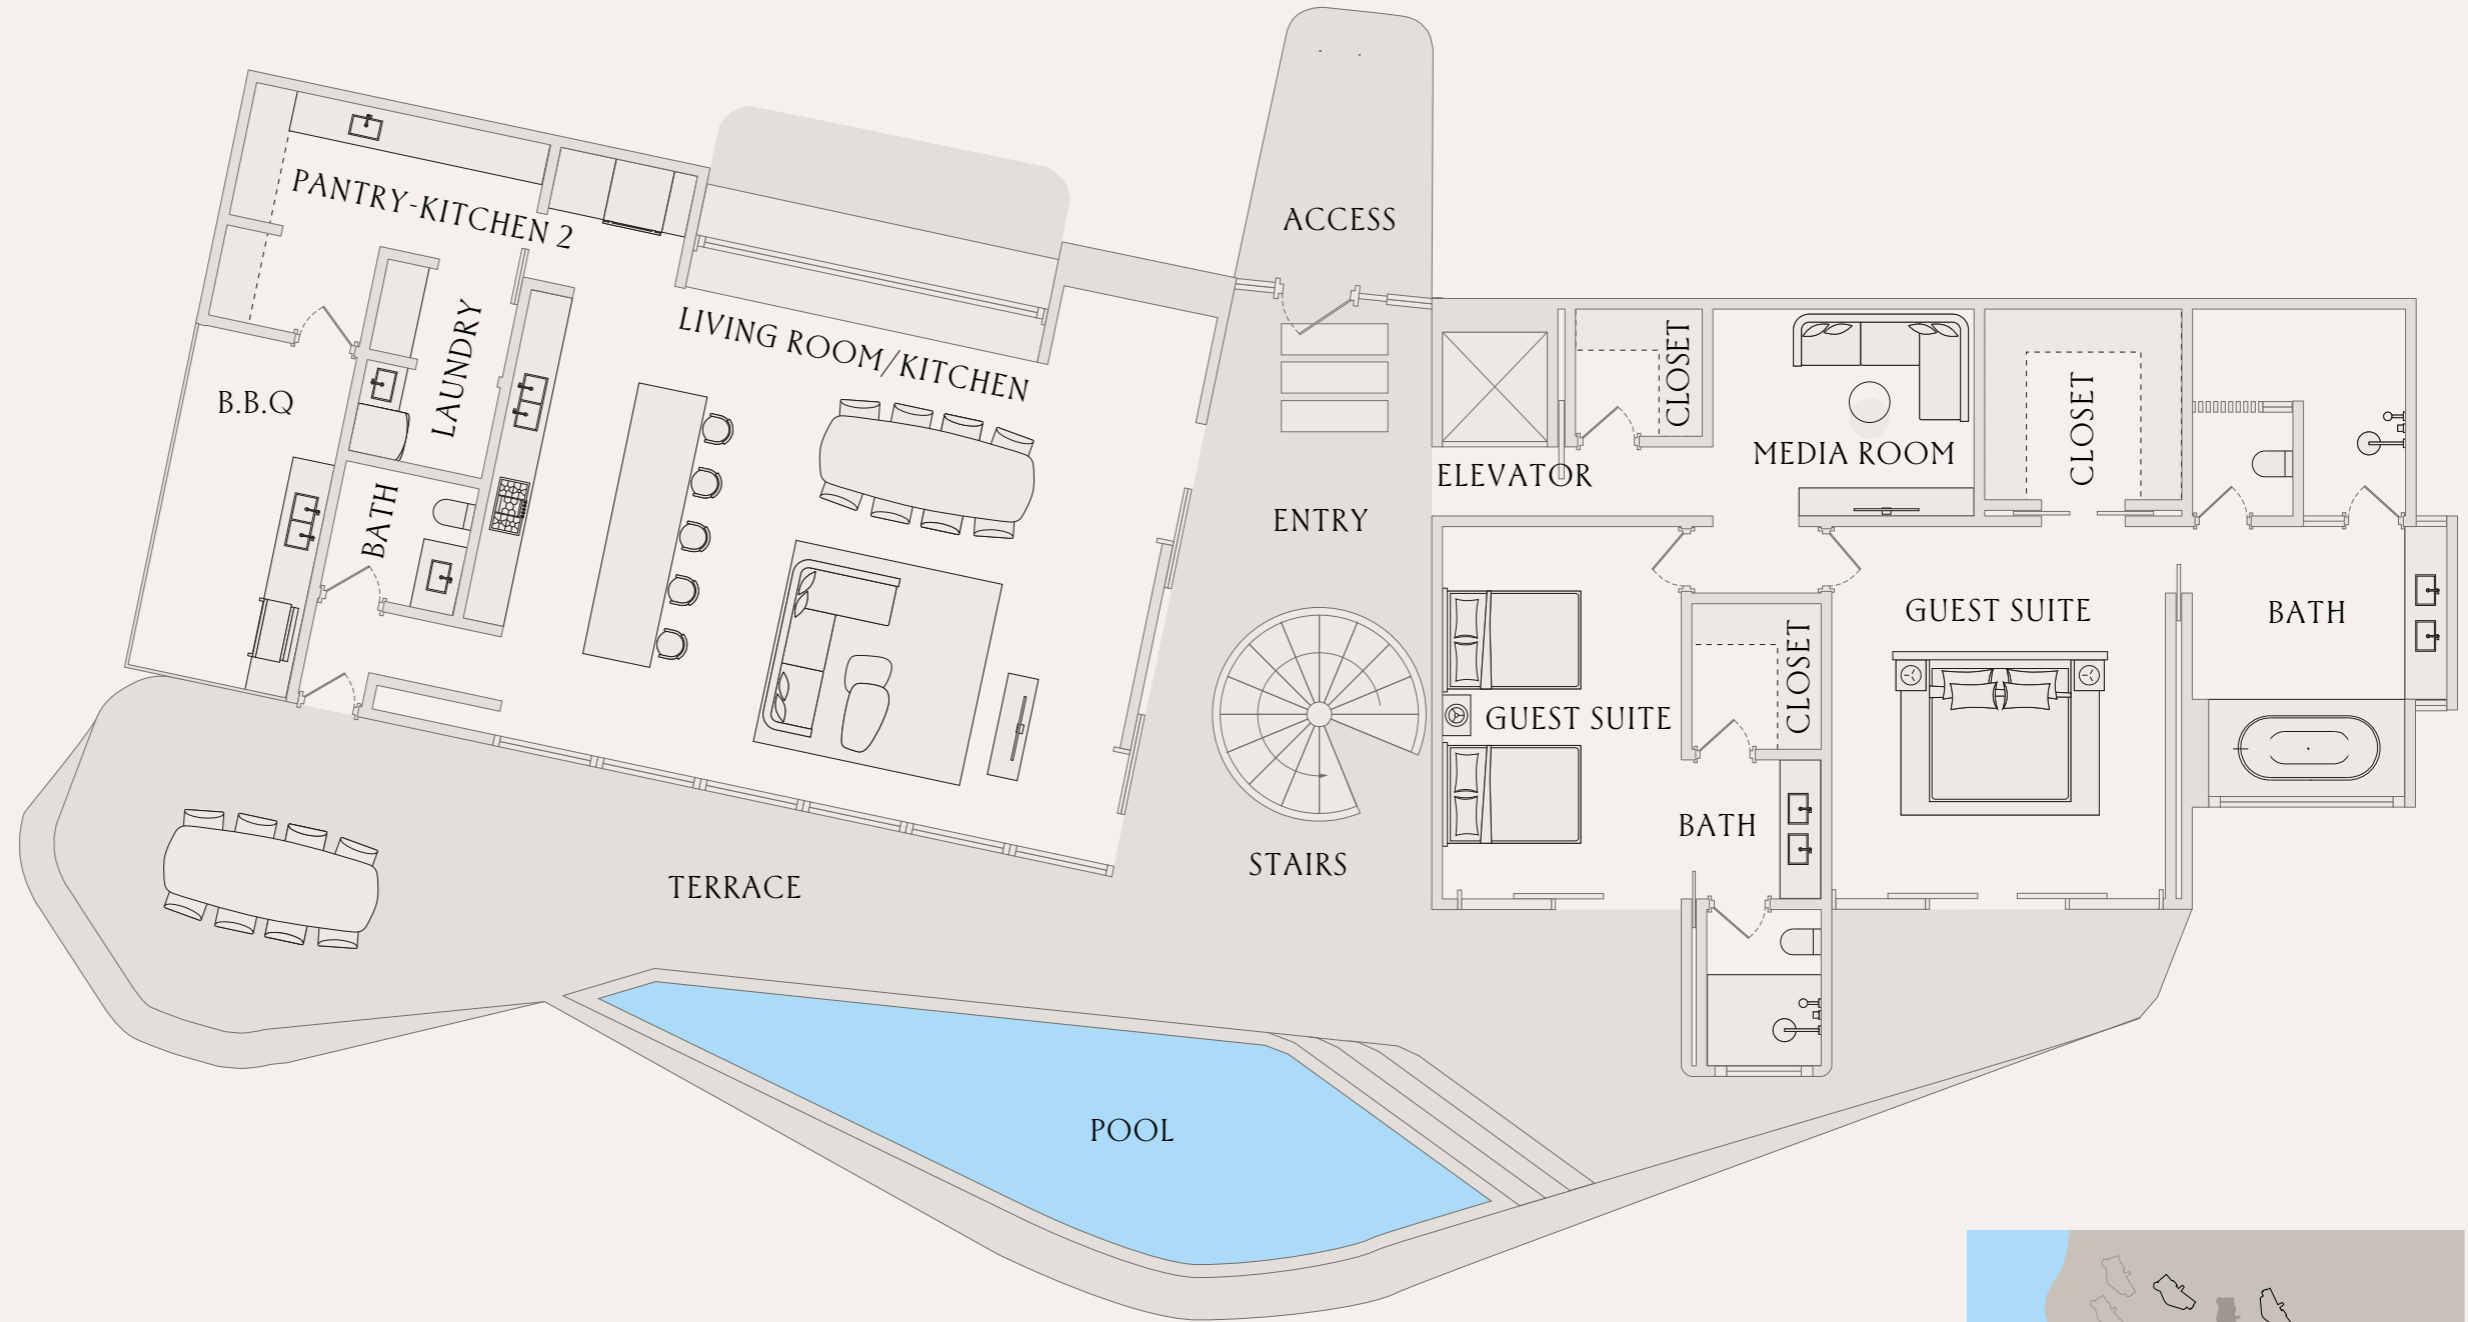 PANTRY-KITCHEN 2
ACCESS
LIVING ROOM/KITCHEN
LAUNDRY
B.B.Q
CLOSET
MEDIA ROOM
CLOSET
ELEVATOR
BATH
ENTRY
GUEST SUITE
BATH
CLOSET
GUEST SUITE
BATH
STAIRS
TERRACE
POOL